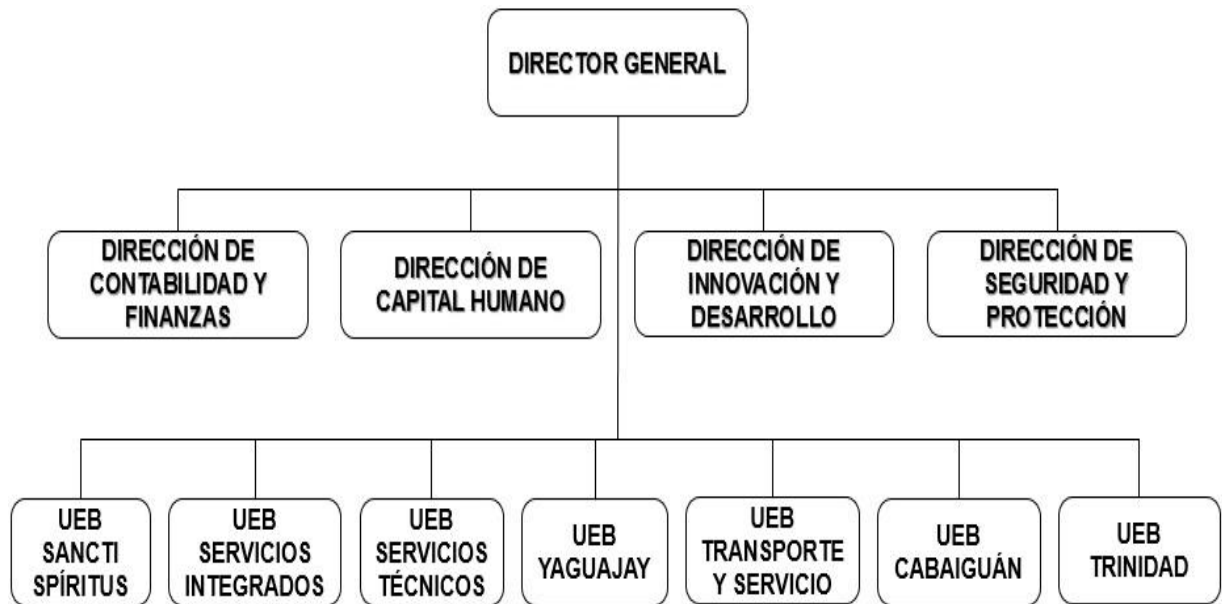 DIRECTOR GENERAL
DIRECCIÓN DE
CONTABILIDAD Y
FINANZAS
DIRECCIÓN DE
CAPITAL HUMANO
DIRECCIÓN DE
INNOVACIÓN Y
DESARROLLO
DIRECCIÓN DE
SEGURIDAD Y
PROTECCIÓN
UEB
SANCTI
SPÍRITUS
UEB
SERVICIOS
INTEGRADOS
UEB
SERVICIOS
TÉCNICOS
UEB
YAGUAJAY
UEB
TRANSPORTE
Y SERVICIO
UEB
CABAIGUÁN
UEB
TRINIDAD